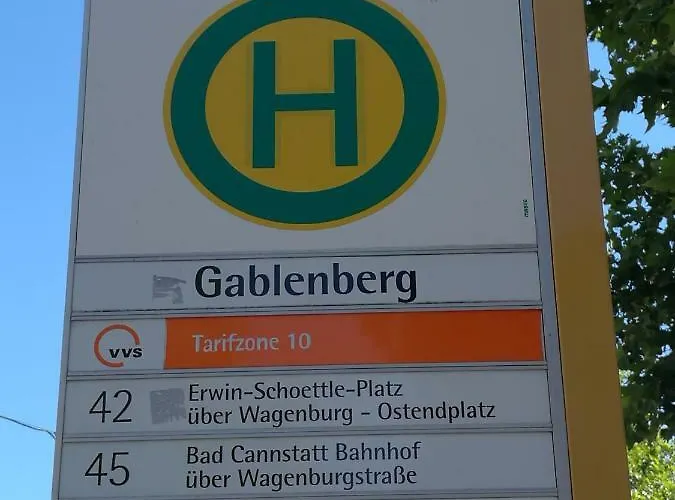 H
Gablenberg
VVS Tarifzone 10
42 Erwin-Schoettle-Platz
über Wagenburg - Ostendplatz
45 Bad Cannstatt Bahnhof
über Wagenburgstraße